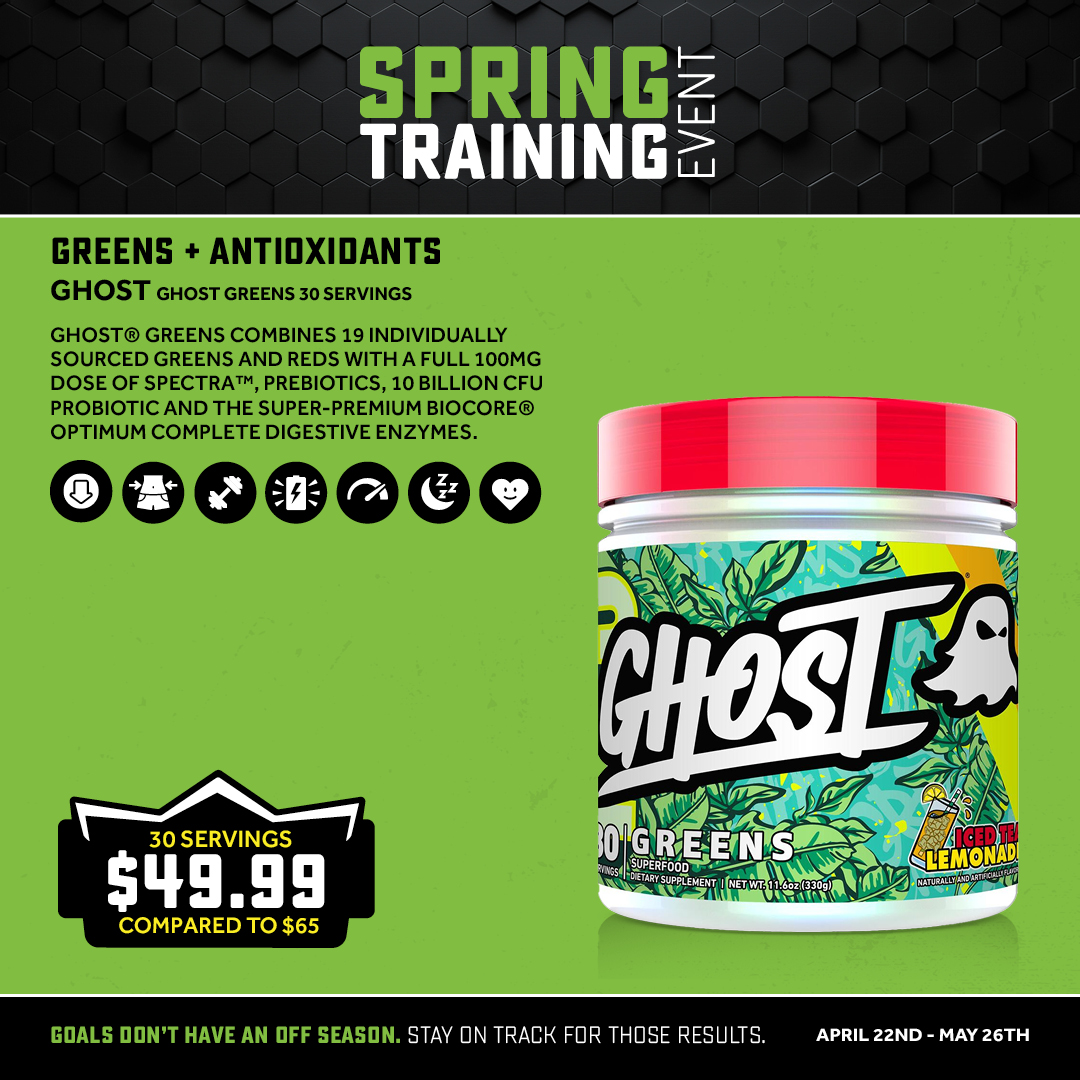 SPRING
TRAINING
EVENT
GREENS + ANTIOXIDANTS
GHOST GHOST GREENS 30 SERVINGS
GHOST® GREENS COMBINES 19 INDIVIDUALLY
SOURCED GREENS AND REDS WITH A FULL 100MG
DOSE OF SPECTRA™, PREBIOTICS, 10 BILLION CFU
PROBIOTIC AND THE SUPER-PREMIUM BIOCORE®
OPTIMUM COMPLETE DIGESTIVE ENZYMES.
ZZZ
GHOST®
GREENS
SUPERFOOD
DIETARY SUPPLEMENT | NET WT. 11.6oz (330g)
ICED TEA
LEMONAD
NATURALLY AND ARTIFICIALLY FLAVOR
30 SERVINGS
$49.99
COMPARED TO $65
GOALS DON'T HAVE AN OFF SEASON. STAY ON TRACK FOR THOSE RESULTS.
APRIL 22ND - MAY 26TH